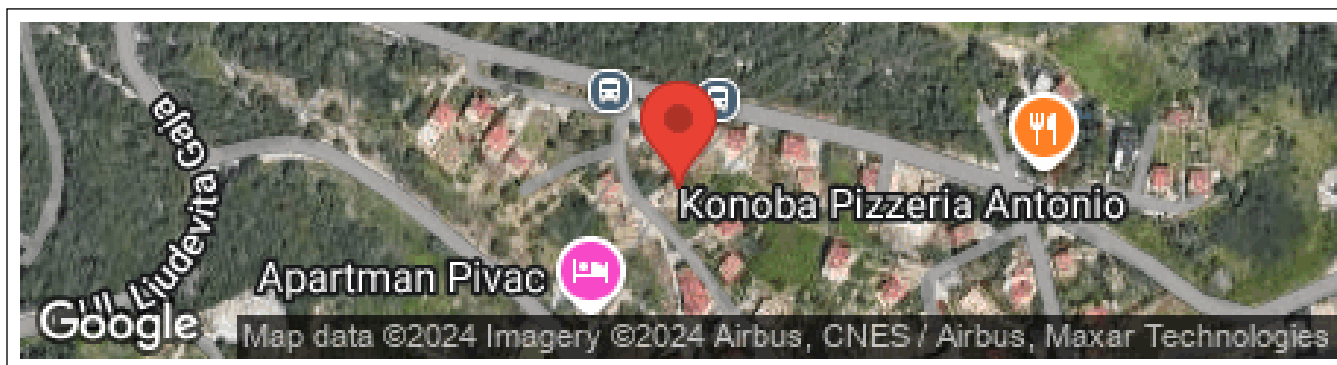 Konoba Pizzeria Antonio
Apartman Pivac
Ul. Ljudevita Gaja
Google
Map data ©2024 Imagery ©2024 Airbus, CNES / Airbus, Maxar Technologies